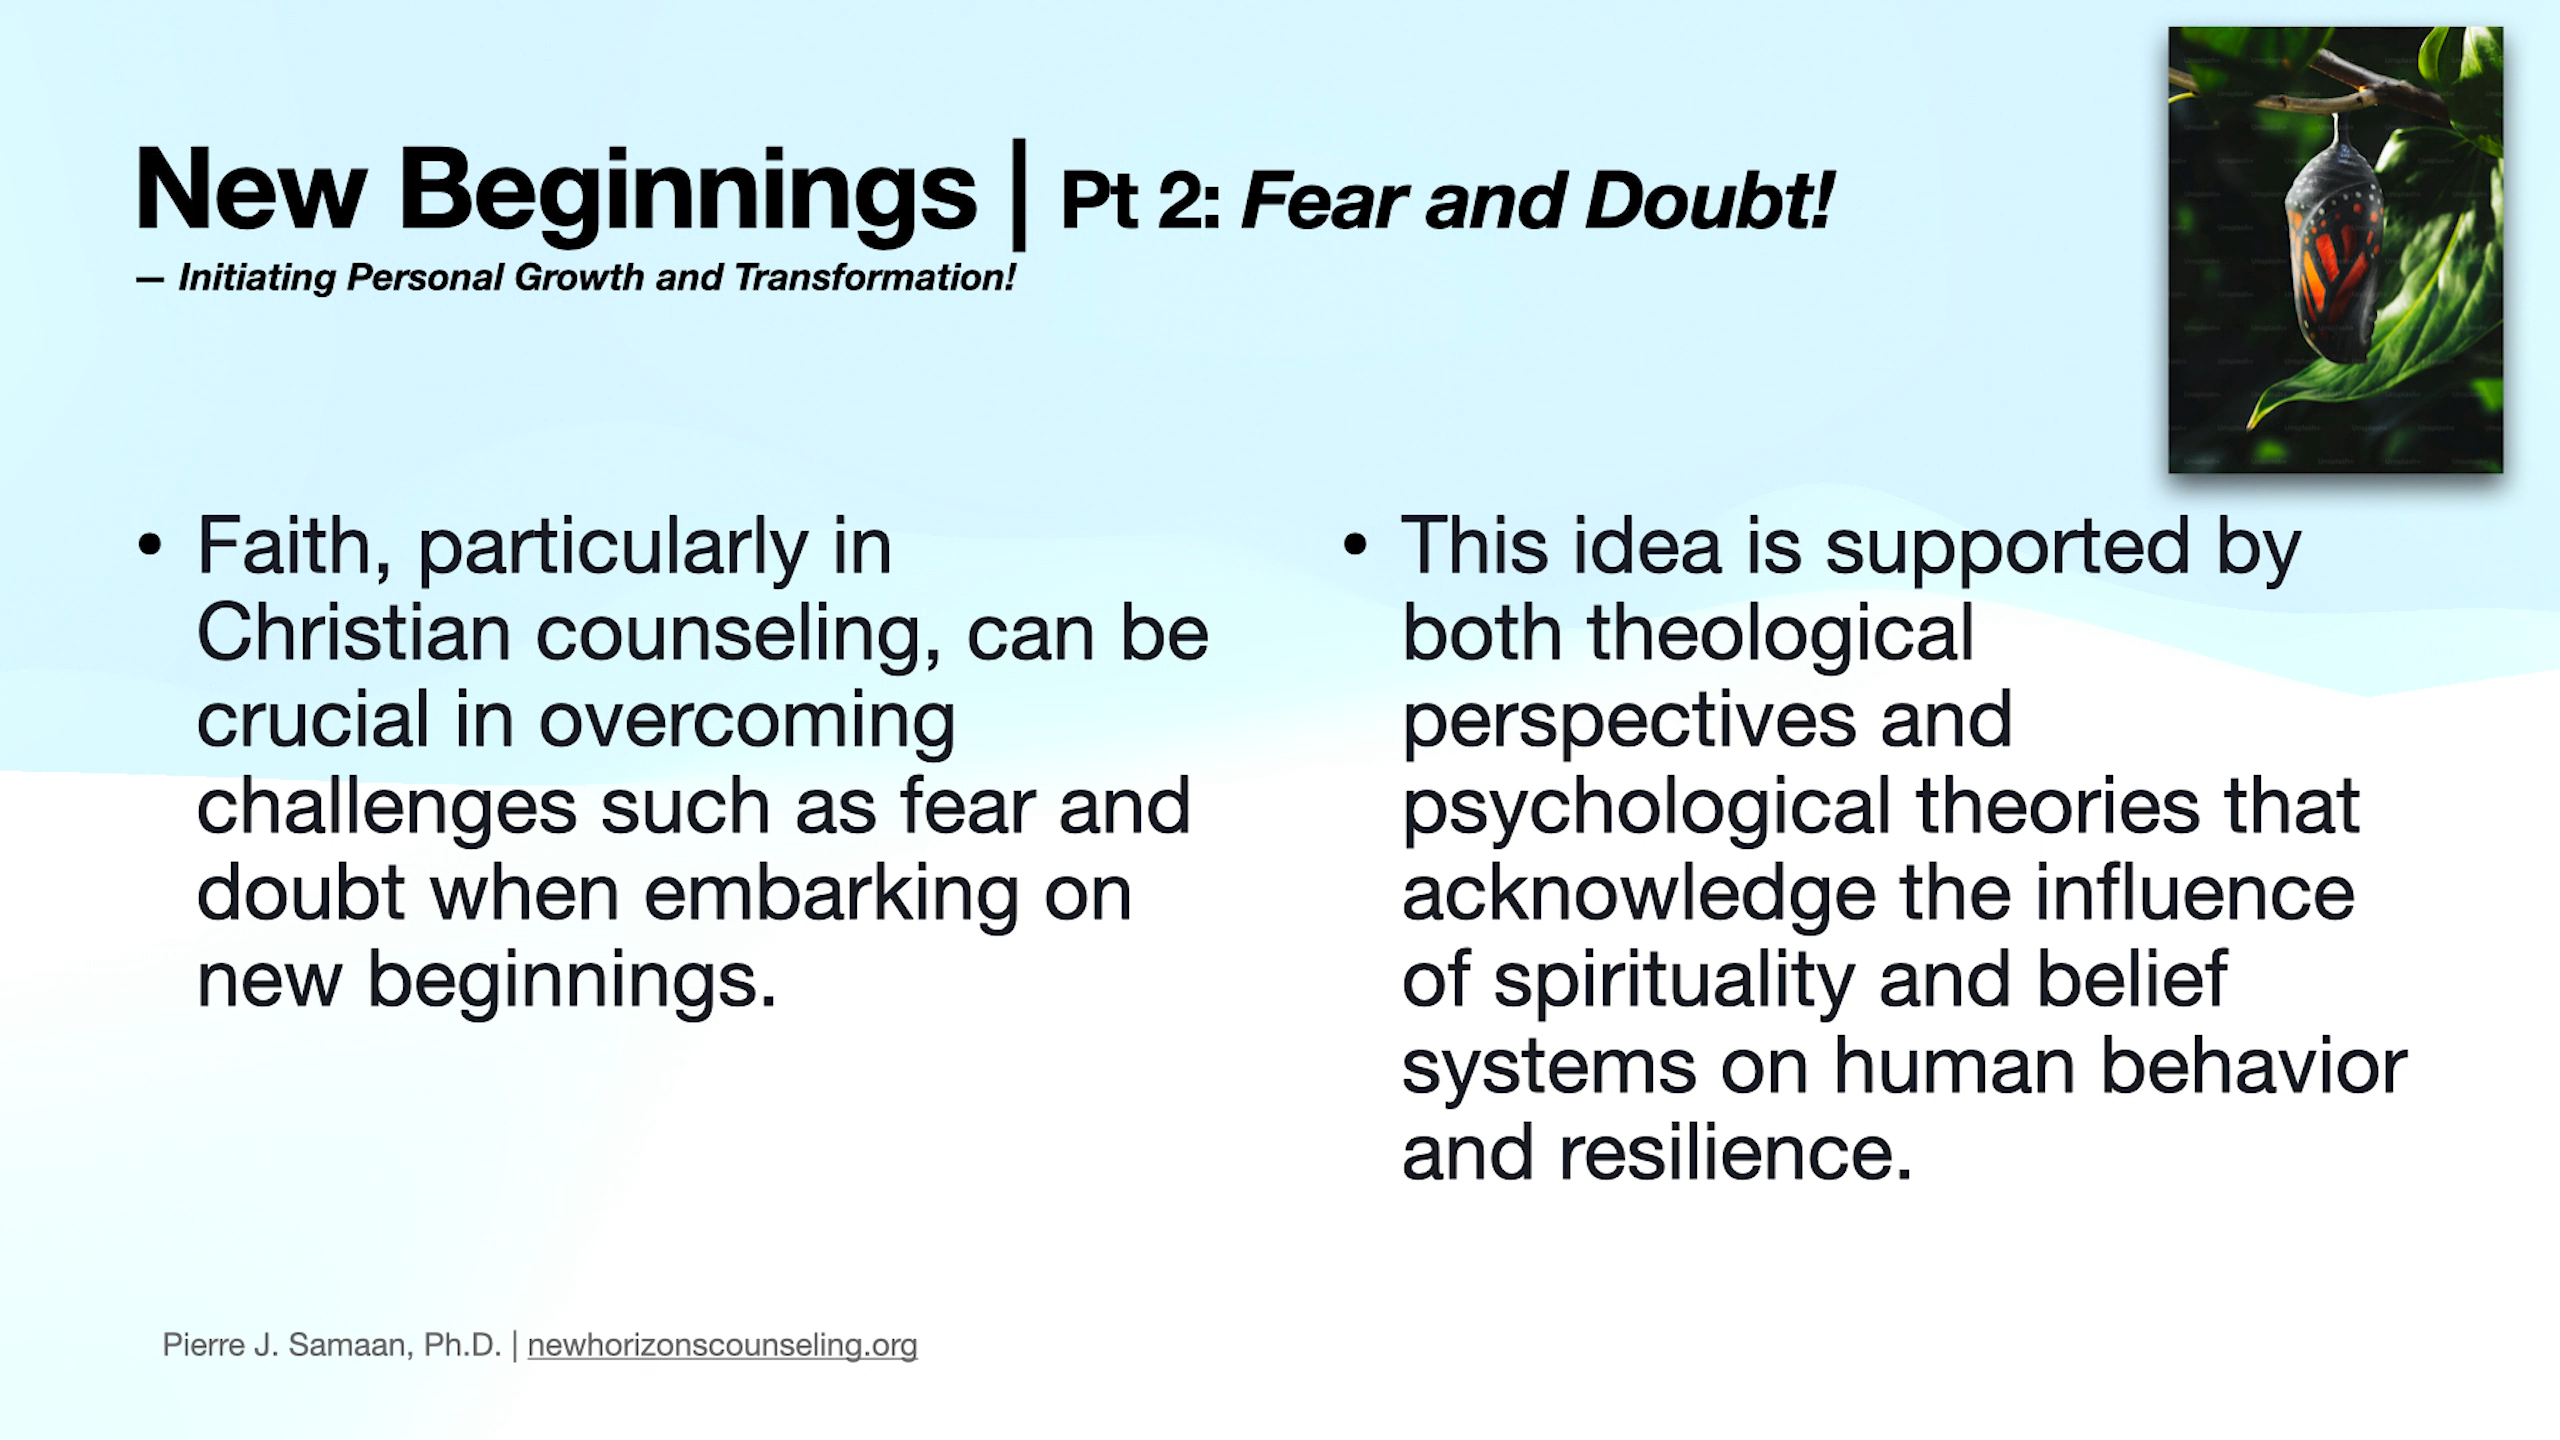 New Beginnings | Pt 2: Fear and Doubt!
– Initiating Personal Growth and Transformation!
• Faith, particularly in
Christian counseling, can be
crucial in overcoming
challenges such as fear and
doubt when embarking on
new beginnings.
• This idea is supported by
both theological
perspectives and
psychological theories that
acknowledge the influence
of spirituality and belief
systems on human behavior
and resilience.
Pierre J. Samaan, Ph.D. | newhorizonscounseling.org